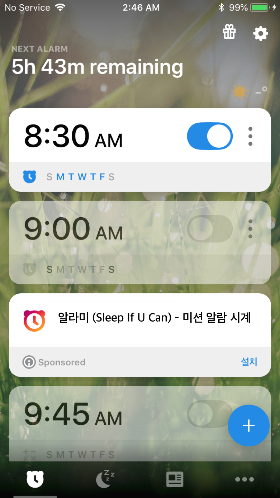 No Service 2:46 AM 99%
NEXT ALARM
5h 43m remaining
8:30 AM
S M T W T F S
9:00 AM
S M T W T F S
알라미 (Sleep If U Can) - 미션 알람 시계
Sponsored 설치
9:45 AM
S M T W T F S